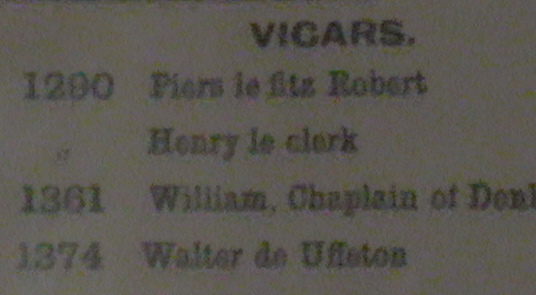 VICARS.
1290 Piers le fitz Robert
Henry le clerk
1361 William, Chaplain of
1374 Walter de Uffeton